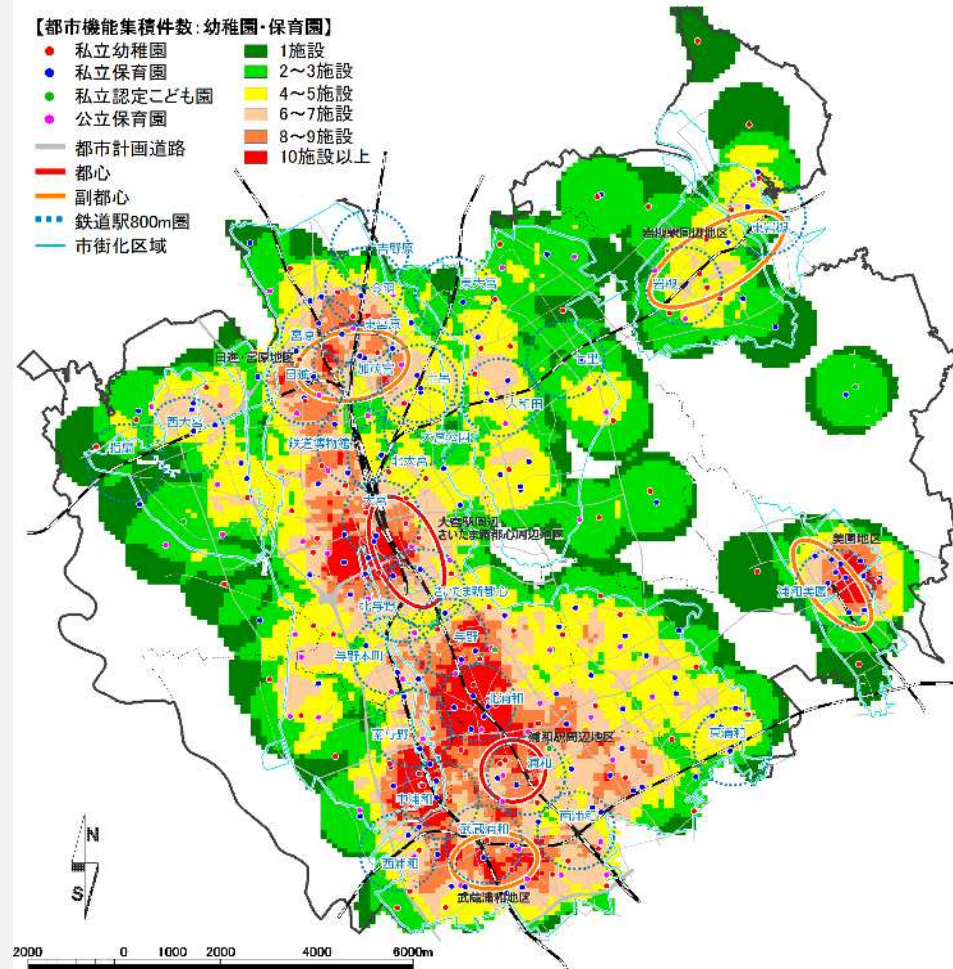 【都市機能集積件数:幼稚園・保育園】
私立幼稚園
私立保育園
私立認定こども園
公立保育園
都市計画道路
都心
副都心
鉄道駅800m圏
市街化区域
1施設
2～3施設
4～5施設
6～7施設
8～9施設
10施設以上
岩槻駅周辺地区
東岩槻
岩槻
吉野原
今羽
東大宮
宮原
東宮原
日進・宮原地区
加茂宮
日進
土呂
七里
大和田
西大宮
指扇
鉄道博物館
大宮公園
北大宮
大宮
大宮駅周辺・
さいたま新都心周辺地区
さいたま新都心
北与野
美園地区
浦和美園
与野
与野本町
北浦和
南与野
浦和駅周辺地区
浦和
東浦和
中浦和
武蔵浦和
南浦和
西浦和
武蔵浦和地区
N
S
2000 0 1000 2000 4000 6000m